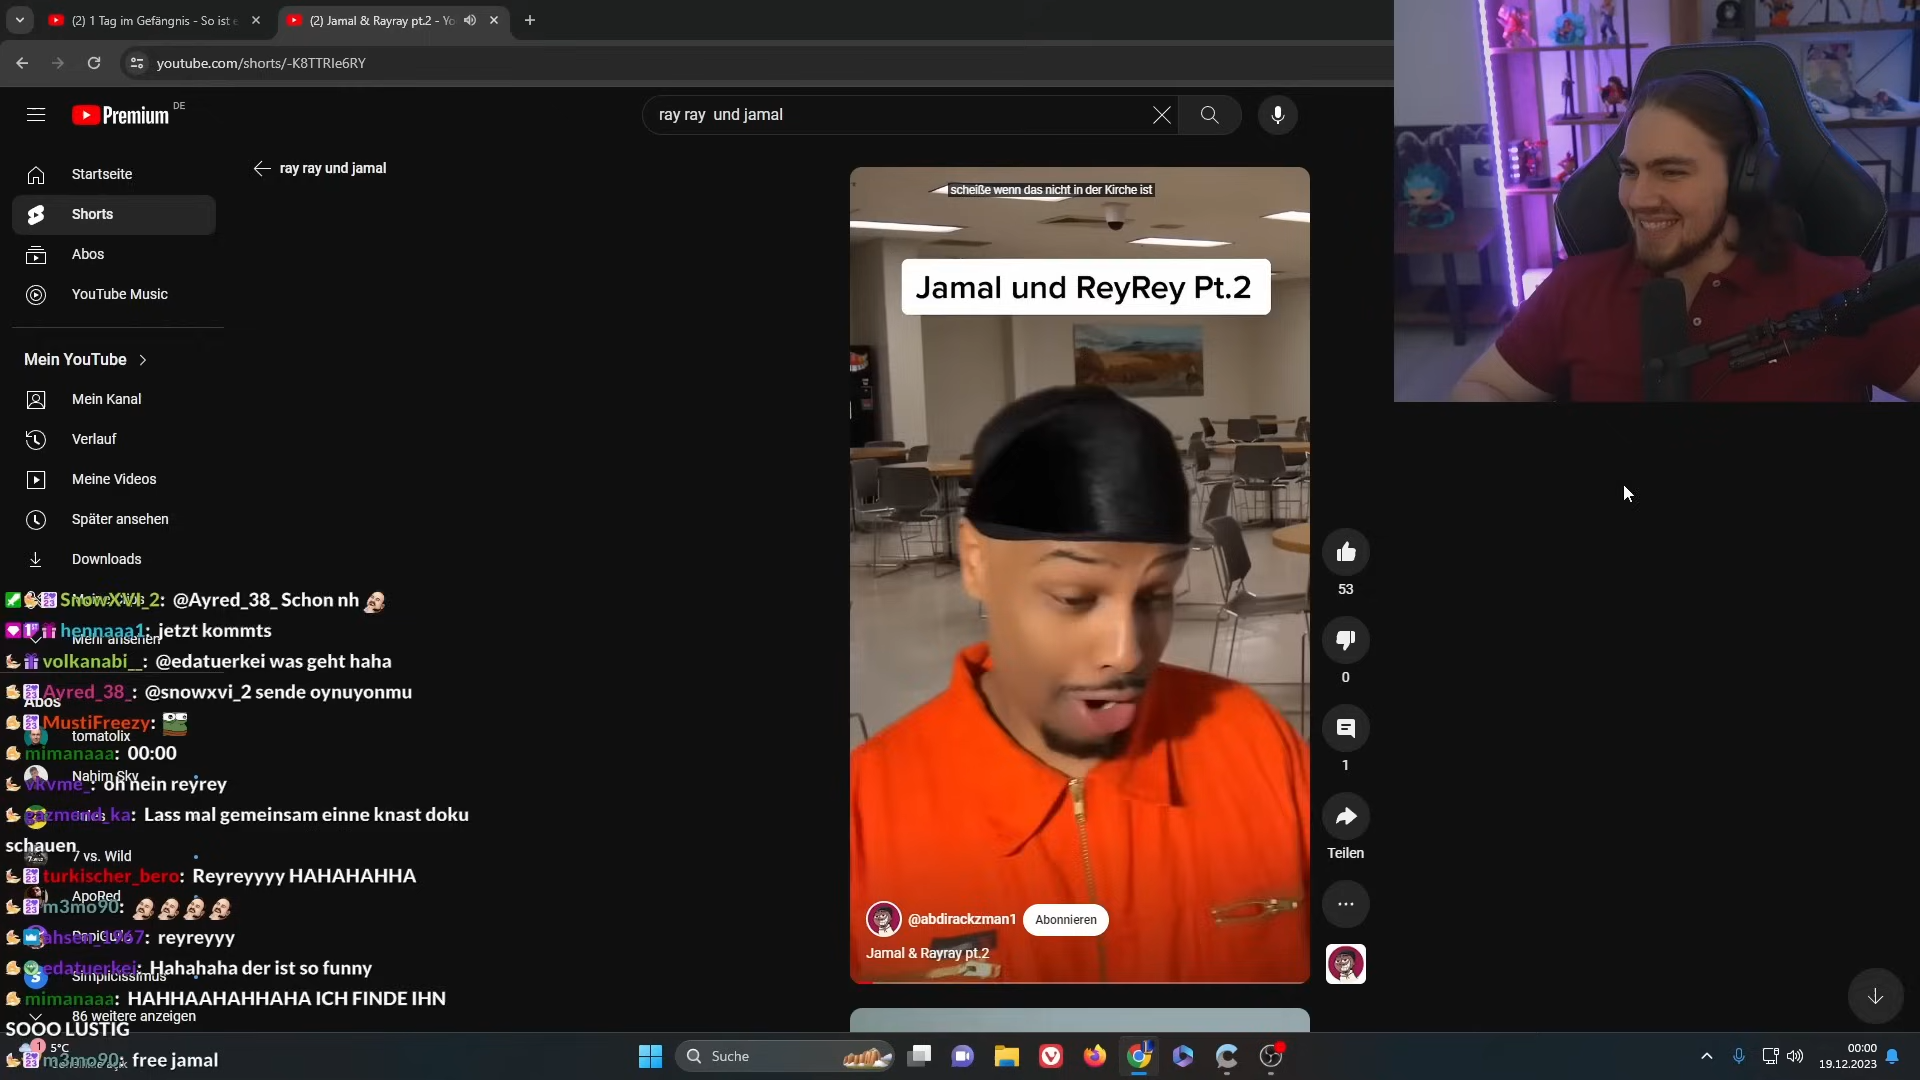 (2) 1 Tag im Gefängnis - So ist e
(2) Jamal & Rayray pt.2 - Yo
youtube.com/shorts/-K8TTRIe6RY
Premium DE
ray ray und jamal
Startseite
Shorts
Abos
YouTube Music
Mein YouTube
Mein Kanal
Verlauf
Meine Videos
Später ansehen
Downloads
Mehr ansehen
Abos
tomatolix
Nahim Sky
7 vs. Wild
ApoRed
Simplicissimus
86 weitere anzeigen
ray ray und jamal
scheiße wenn das nicht in der Kirche ist
Jamal und ReyRey Pt.2
@abdirackzman1 Abonnieren
Jamal & Rayray pt.2
53
0
1
Teilen
SnowXVI_2: @Ayred_38_ Schon nh
hennaaa1: jetzt kommts
volkanabi__: @edatuerkei was geht haha
Ayred_38_: @snowxvi_2 sende oynuyonmu
MustiFreezy:
mimanaaa: 00:00
vkvme_: oh nein reyrey
gazmend_ka: Lass mal gemeinsam einne knast doku
schauen
turkischer_bero: Reyreyyyy HAHAHAHHA
m3mo90:
ahsen_1967: reyreyyy
edatuerkei: Hahahaha der ist so funny
mimanaaa: HAHHAAHAHHAHA ICH FINDE IHN
SOOO LUSTIG
m3mo90: free jamal
1
5°C
Suche
00:00
19.12.2023